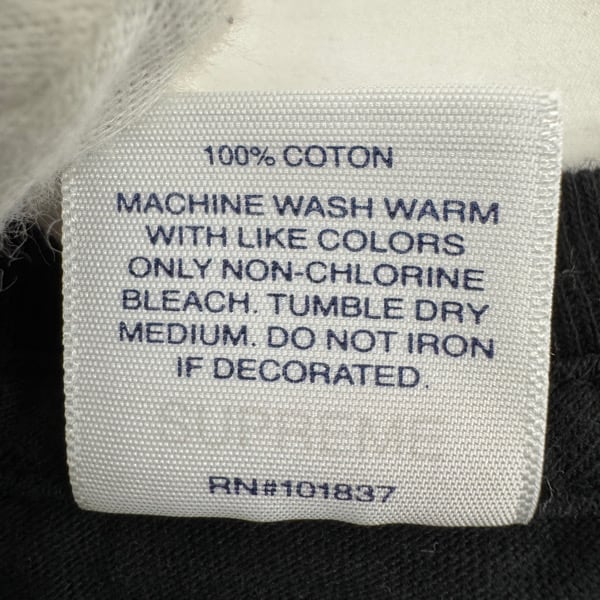 100% COTON
MACHINE WASH WARM
WITH LIKE COLORS
ONLY NON-CHLORINE
BLEACH. TUMBLE DRY
MEDIUM. DO NOT IRON
IF DECORATED.
SUPREME
RN#101837